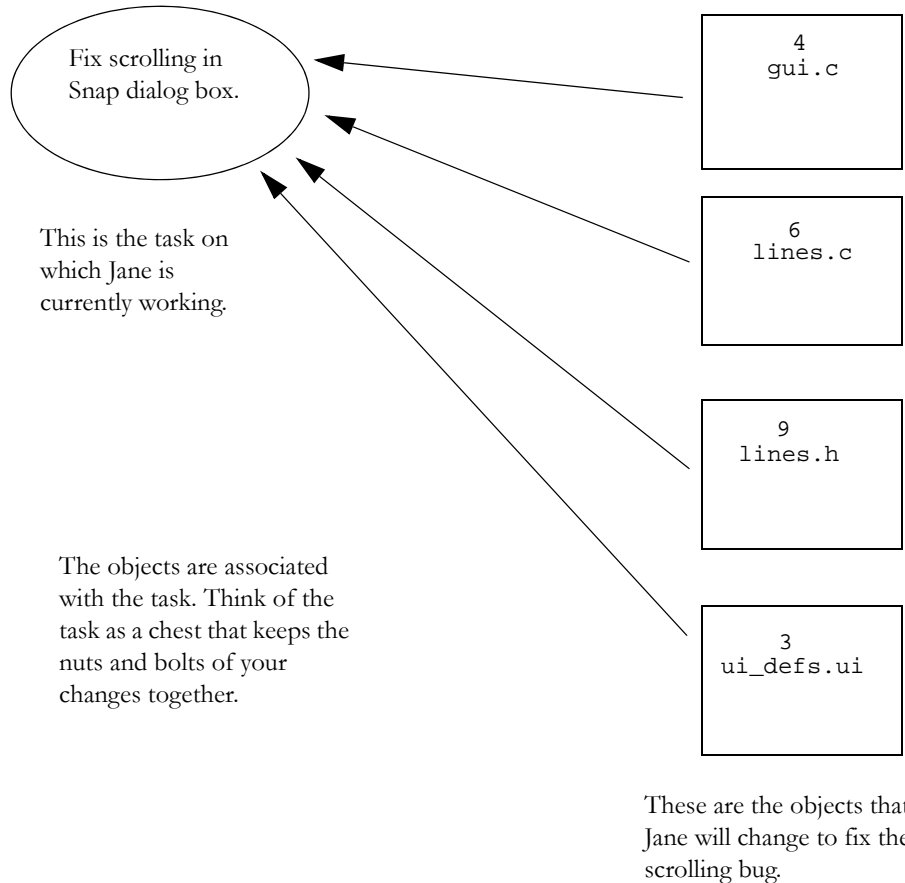 Fix scrolling in
Snap dialog box.
4
gui.c
6
lines.c
This is the task on
which Jane is
currently working.
9
lines.h
The objects are associated
with the task. Think of the
task as a chest that keeps the
nuts and bolts of your
changes together.
3
ui_defs.ui
These are the objects that
Jane will change to fix the
scrolling bug.